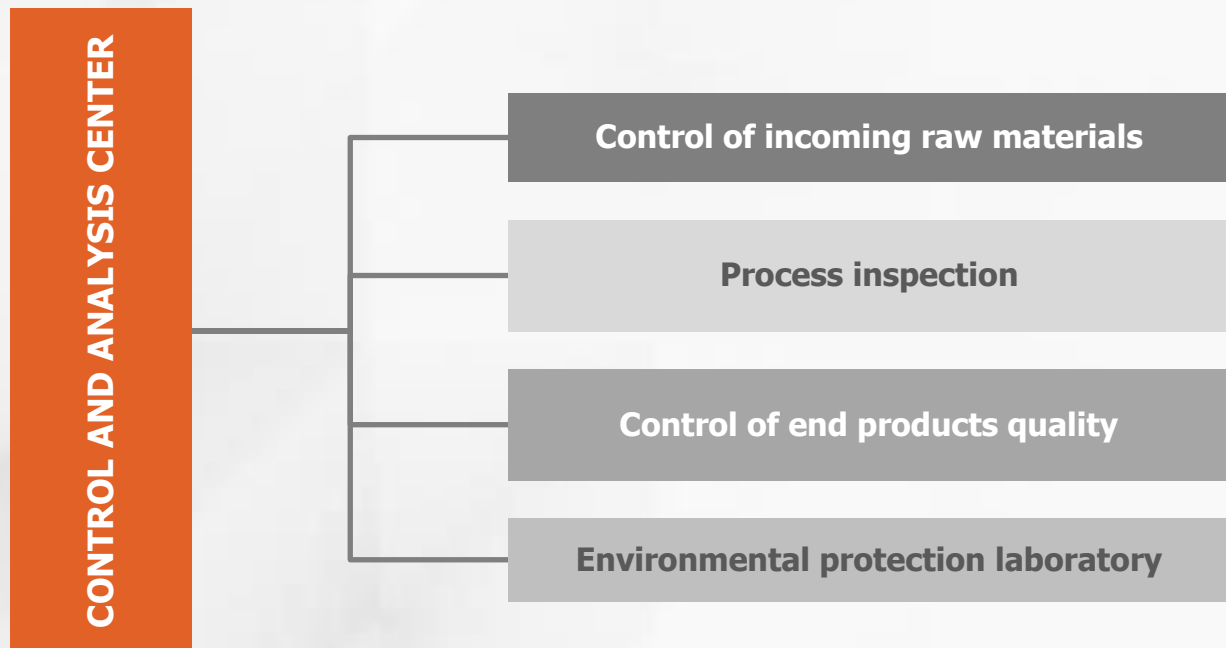 CONTROL AND ANALYSIS CENTER
Control of incoming raw materials
Process inspection
Control of end products quality
Environmental protection laboratory